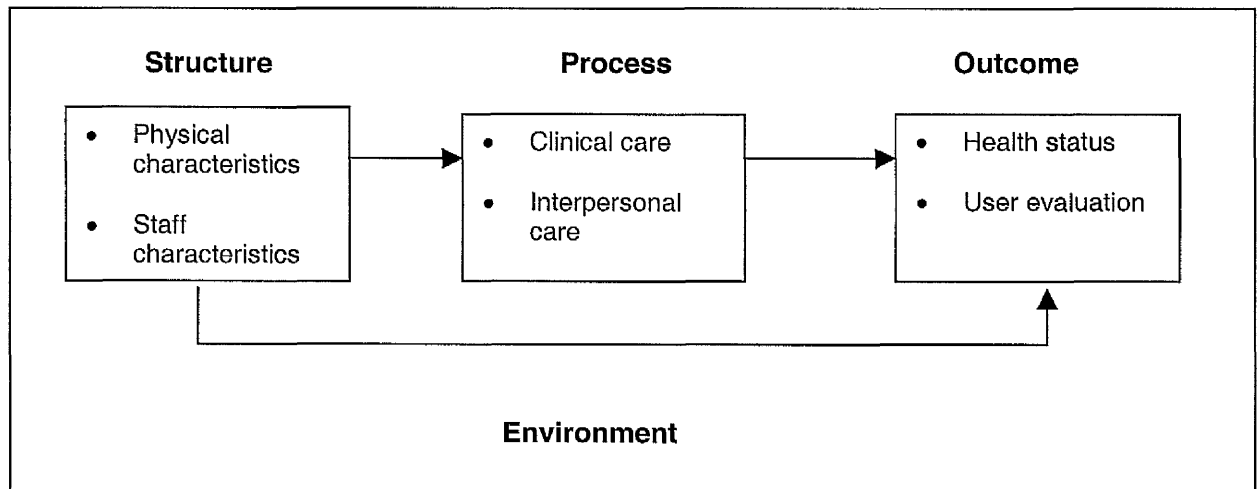 Structure
Process
Outcome
• Physical
characteristics
• Staff
characteristics
• Clinical care
• Interpersonal
care
• Health status
• User evaluation
Environment